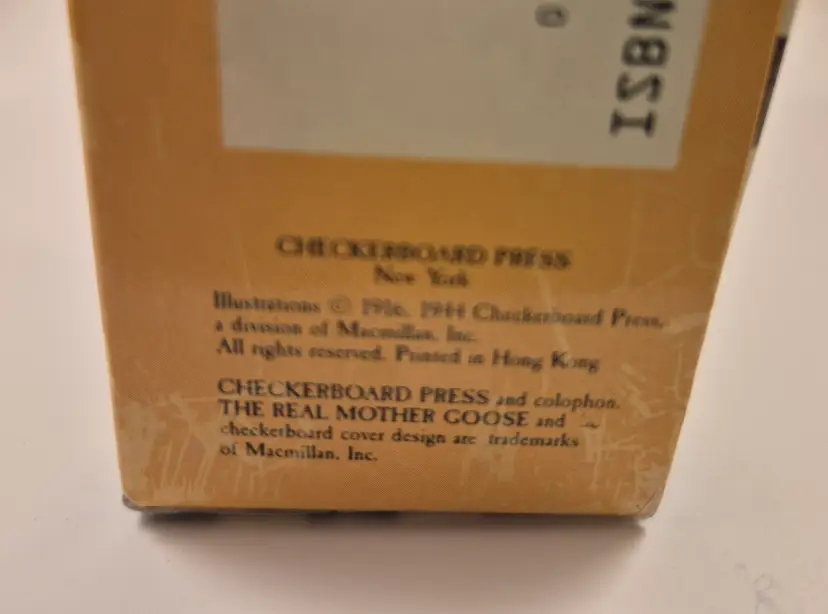 0
ISBN
CHECKERBOARD PRESS
New York
Illustrations © 1916, 1944 Checkerboard Press,
a division of Macmillan, Inc.
All rights reserved. Printed in Hong Kong
CHECKERBOARD PRESS and colophon,
THE REAL MOTHER GOOSE and
checkerboard cover design are trademarks
of Macmillan, Inc.